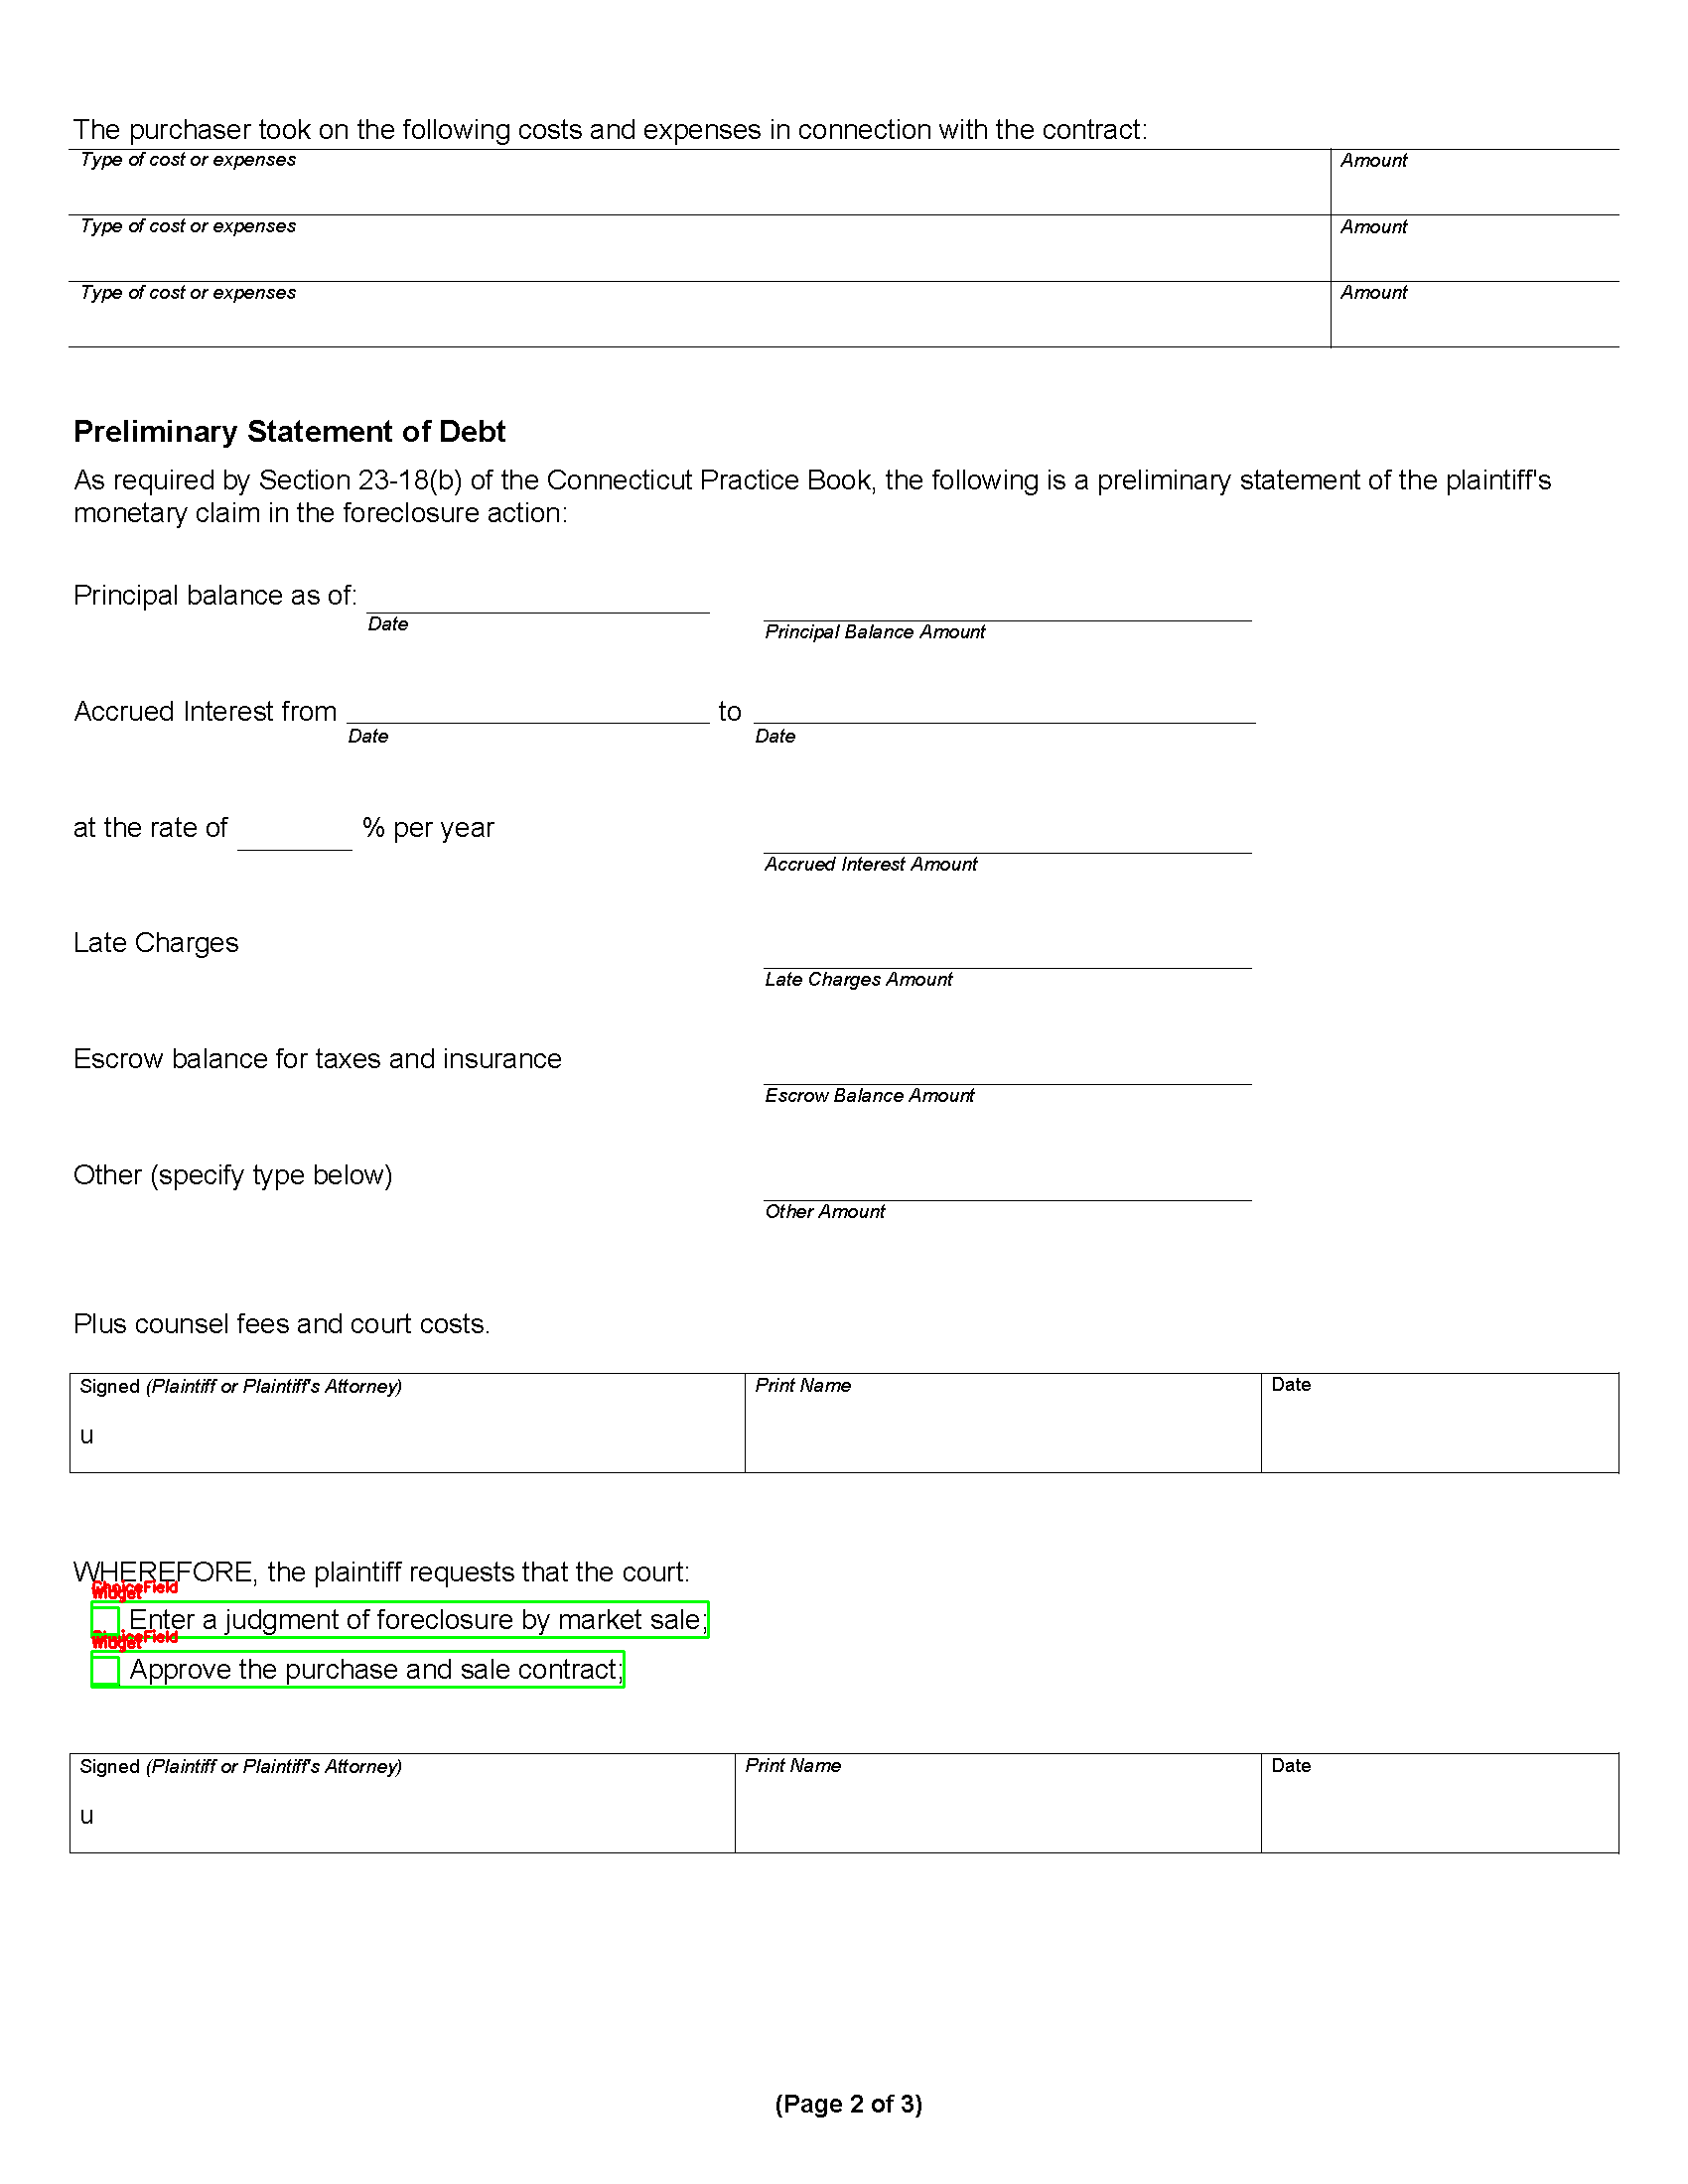 The purchaser took on the following costs and expenses in connection with the contract:
Type of cost or expenses Amount
Type of cost or expenses Amount
Type of cost or expenses Amount
Preliminary Statement of Debt
As required by Section 23-18(b) of the Connecticut Practice Book, the following is a preliminary statement of the plaintiff's
monetary claim in the foreclosure action:
Principal balance as of:
Date Principal Balance Amount
Accrued Interest from to
Date Date
at the rate of % per year
Accrued Interest Amount
Late Charges
Late Charges Amount
Escrow balance for taxes and insurance
Escrow Balance Amount
Other (specify type below)
Other Amount
Plus counsel fees and court costs.
Signed (Plaintiff or Plaintiff's Attorney) Print Name Date
u
WHEREFORE, the plaintiff requests that the court:
ChoiceField
Widget
Enter a judgment of foreclosure by market sale;
ChoiceField
Widget
Approve the purchase and sale contract;
Signed (Plaintiff or Plaintiff's Attorney) Print Name Date
u
(Page 2 of 3)